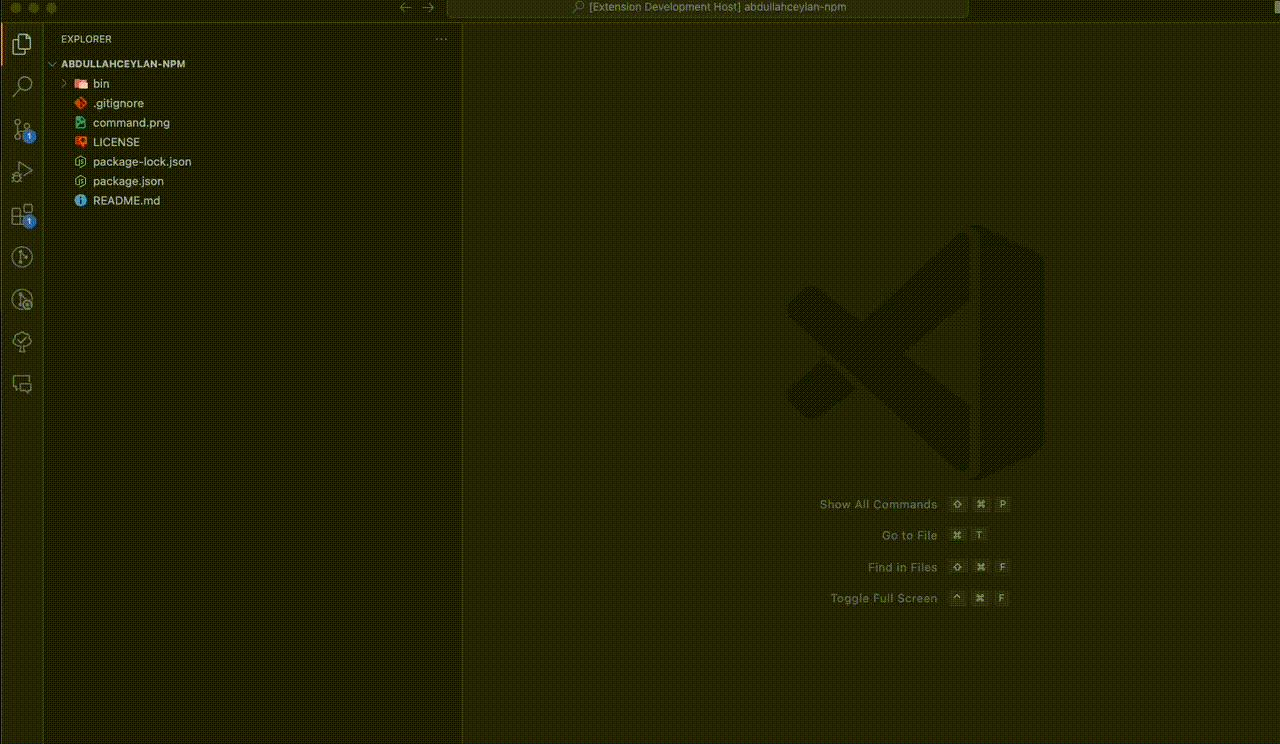 [Extension Development Host] abdullahceylan-npm
EXPLORER
ABDULLAHCEYLAN-NPM
bin
.gitignore
command.png
LICENSE
package-lock.json
package.json
README.md
1
1
Show All Commands ⇧ ⌘ P
Go to File ⌘ T
Find in Files ⇧ ⌘ F
Toggle Full Screen ^ ⌘ F